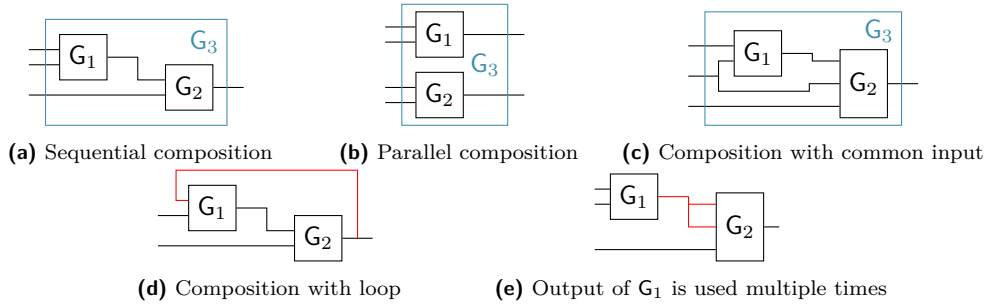 G₃ G₁ G₃ G₁
G₁ G₃ G₂
G₂ G₂
(a) Sequential composition (b) Parallel composition (c) Composition with common input
G₁ G₁
G₂ G₂
(d) Composition with loop (e) Output of G₁ is used multiple times